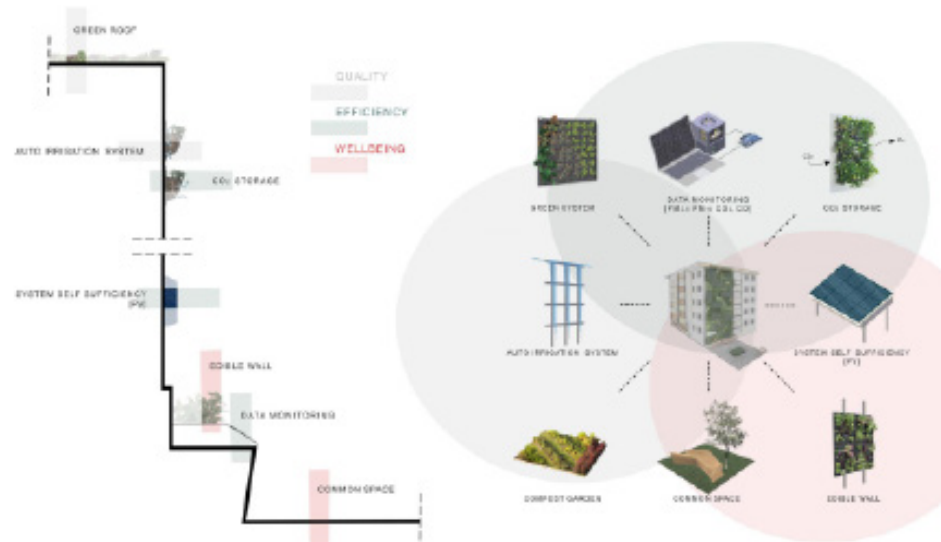 GREEN ROOF
QUALITY
EFFICIENCY
WELLBEING
AUTO IRRIGATION SYSTEM
CO₂ STORAGE
SYSTEM SELF SUFFICIENCY
(PV)
EDIBLE WALL
DATA MONITORING
COMMON SPACE
GREEN SYSTEM
DATA MONITORING
CO₂ STORAGE
AUTO IRRIGATION SYSTEM
SYSTEM SELF SUFFICIENCY
(PV)
COMPOST GARDEN
COMMON SPACE
EDIBLE WALL